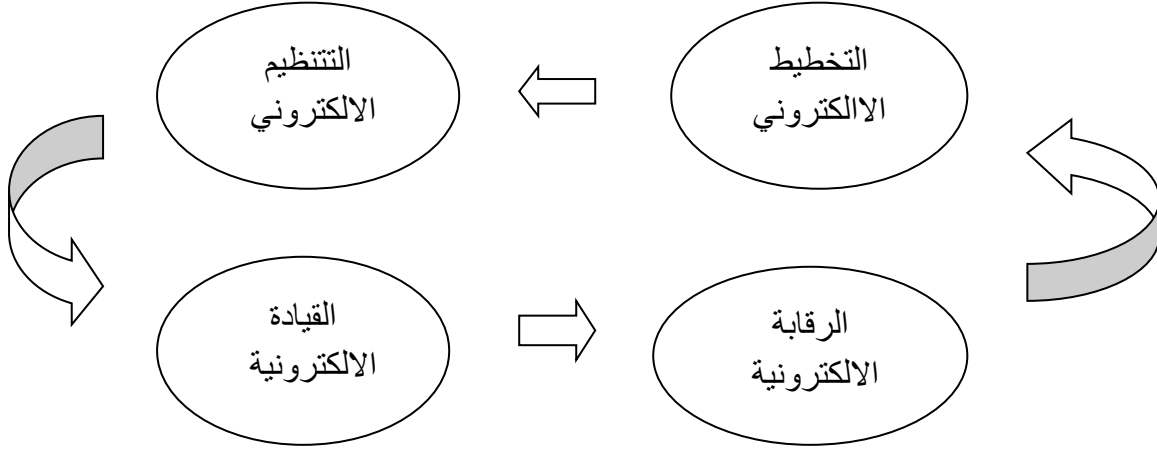 التخطيط
الاالكتروني
التتنظيم
الالكتروني
القيادة
الالكترونية
الرقابة
الالكترونية